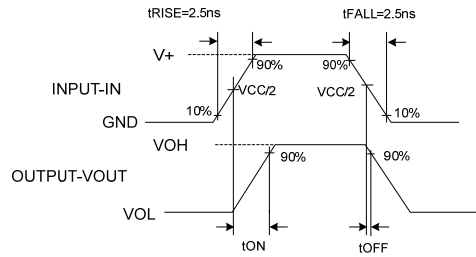 tRISE=2.5ns
tFALL=2.5ns
V+
90%
90%
INPUT-IN
VCC/2
VCC/2
10%
10%
GND
VOH
90%
90%
OUTPUT-VOUT
VOL
tON
tOFF